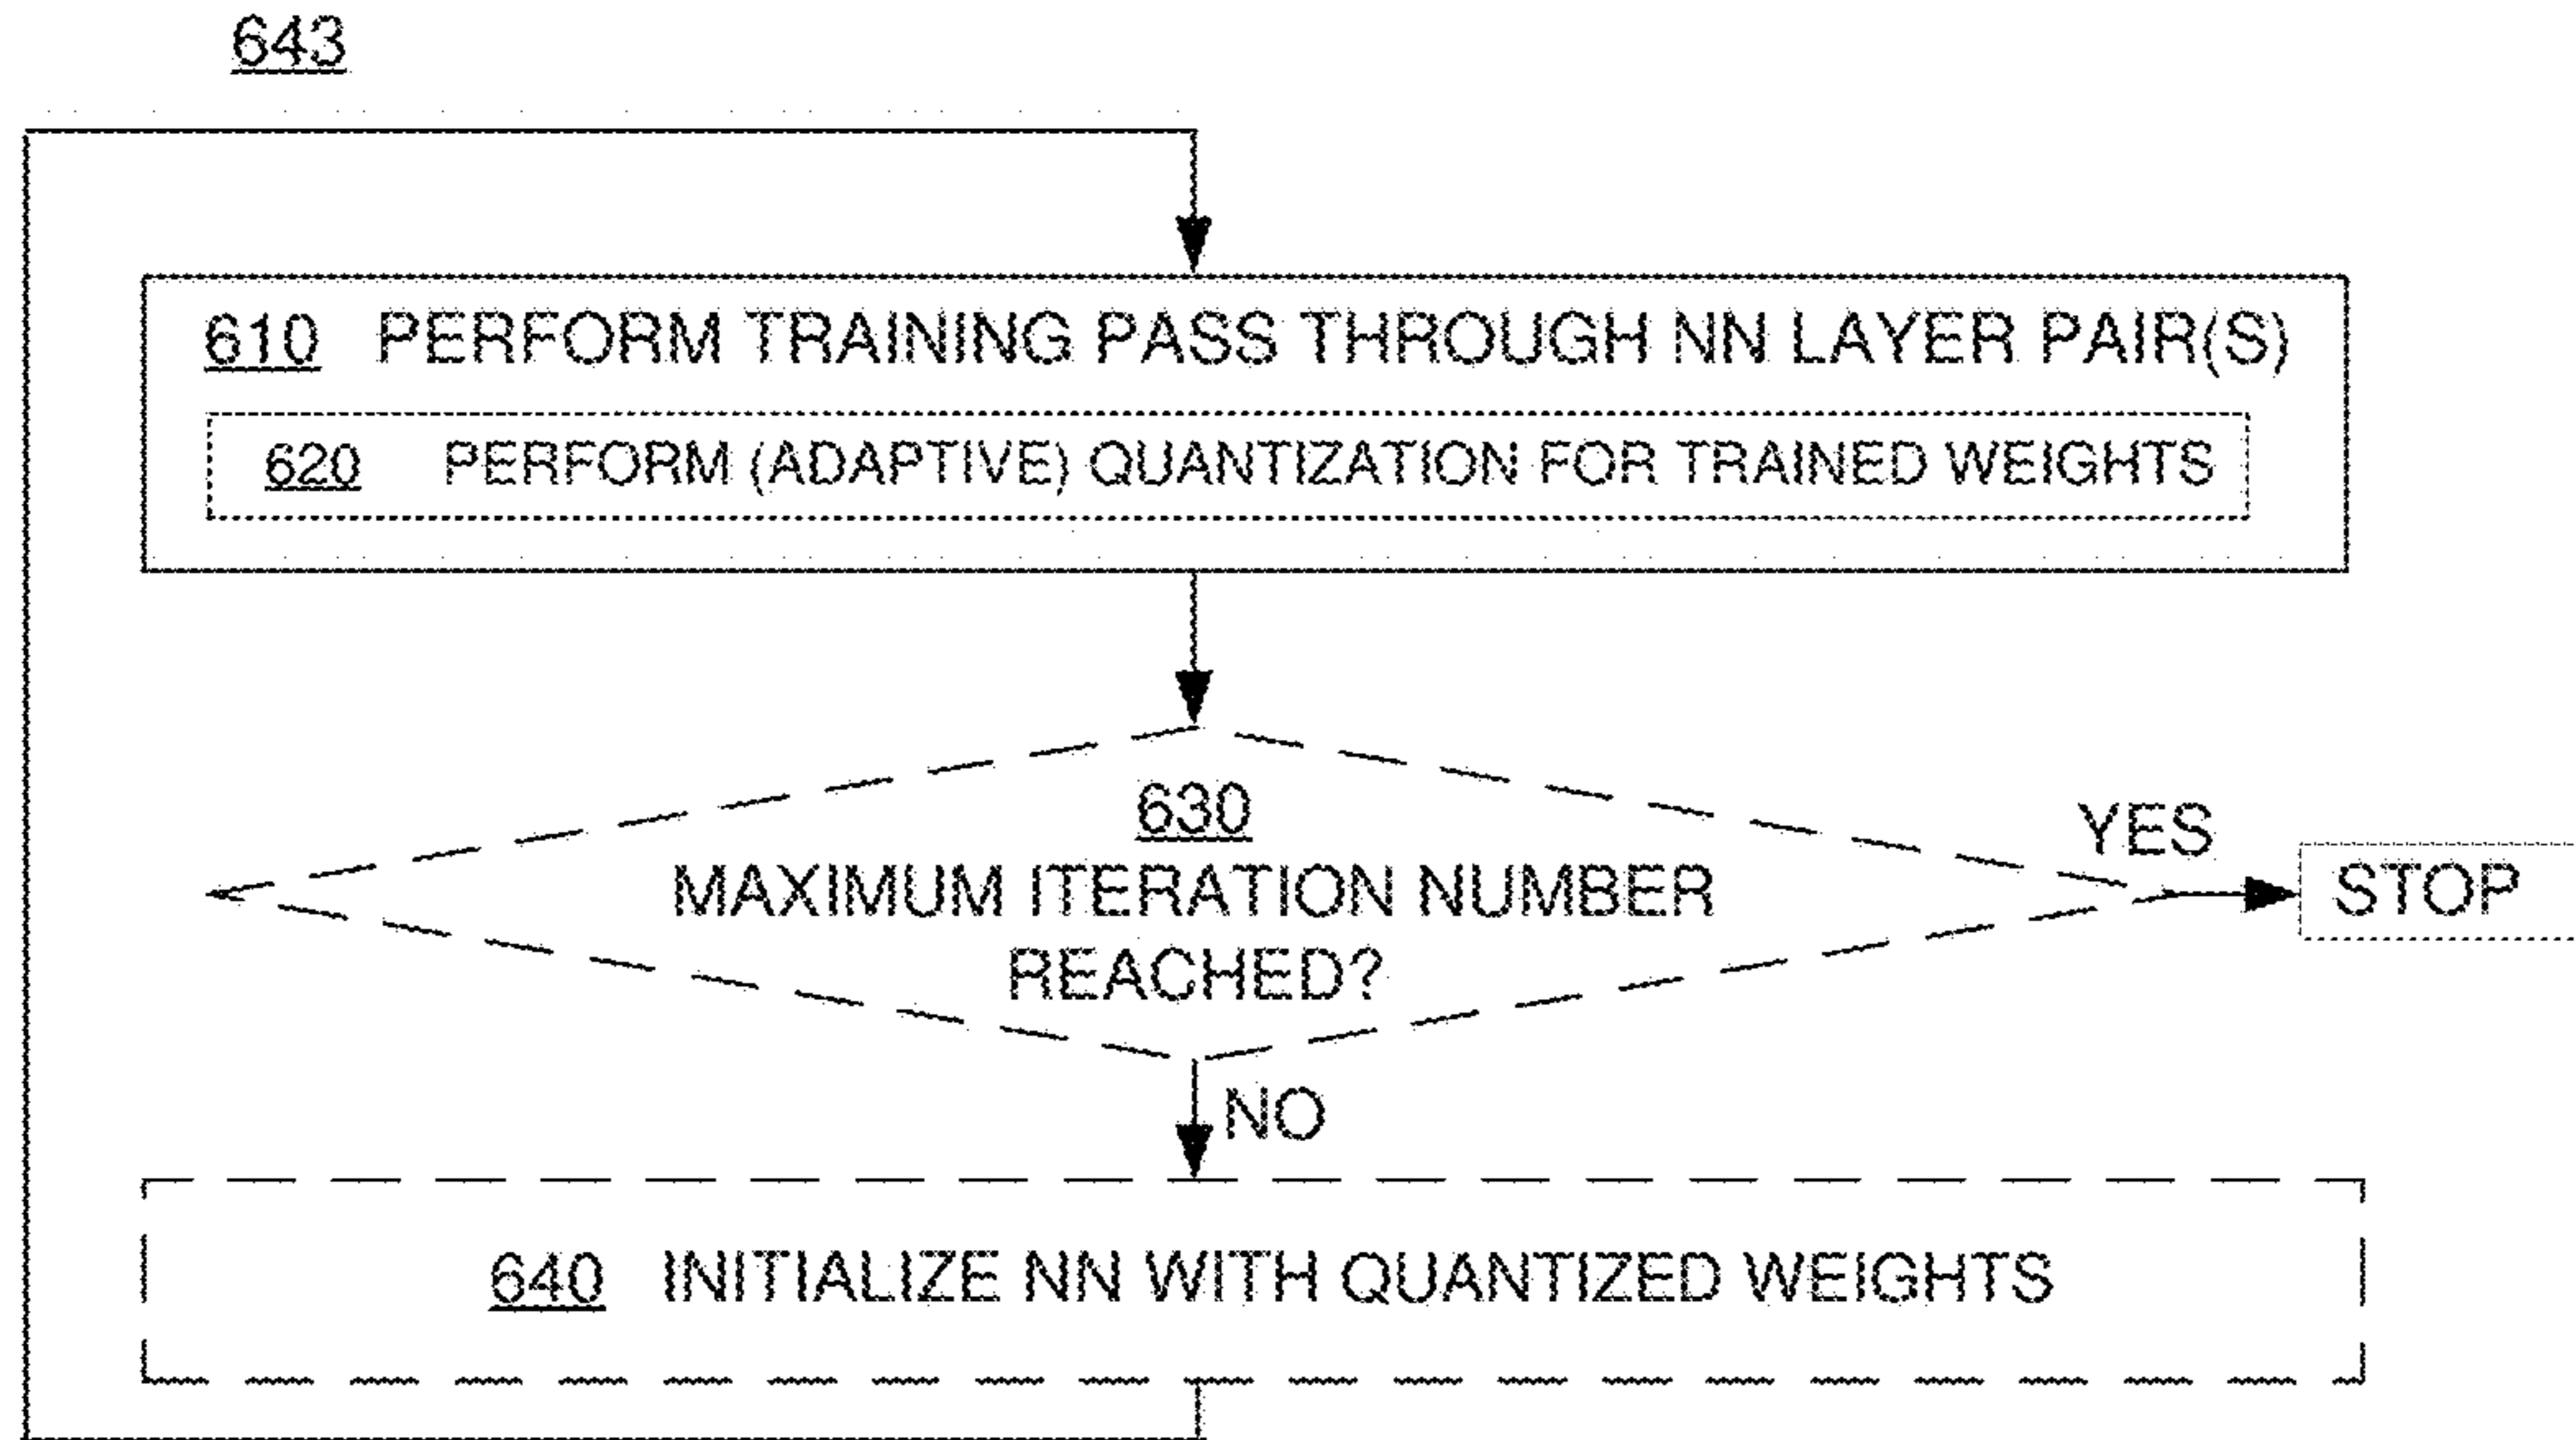 643
610 PERFORM TRAINING PASS THROUGH NN LAYER PAIR(S)
620 PERFORM (ADAPTIVE) QUANTIZATION FOR TRAINED WEIGHTS
630
MAXIMUM ITERATION NUMBER
REACHED?
YES
STOP
NO
640 INITIALIZE NN WITH QUANTIZED WEIGHTS